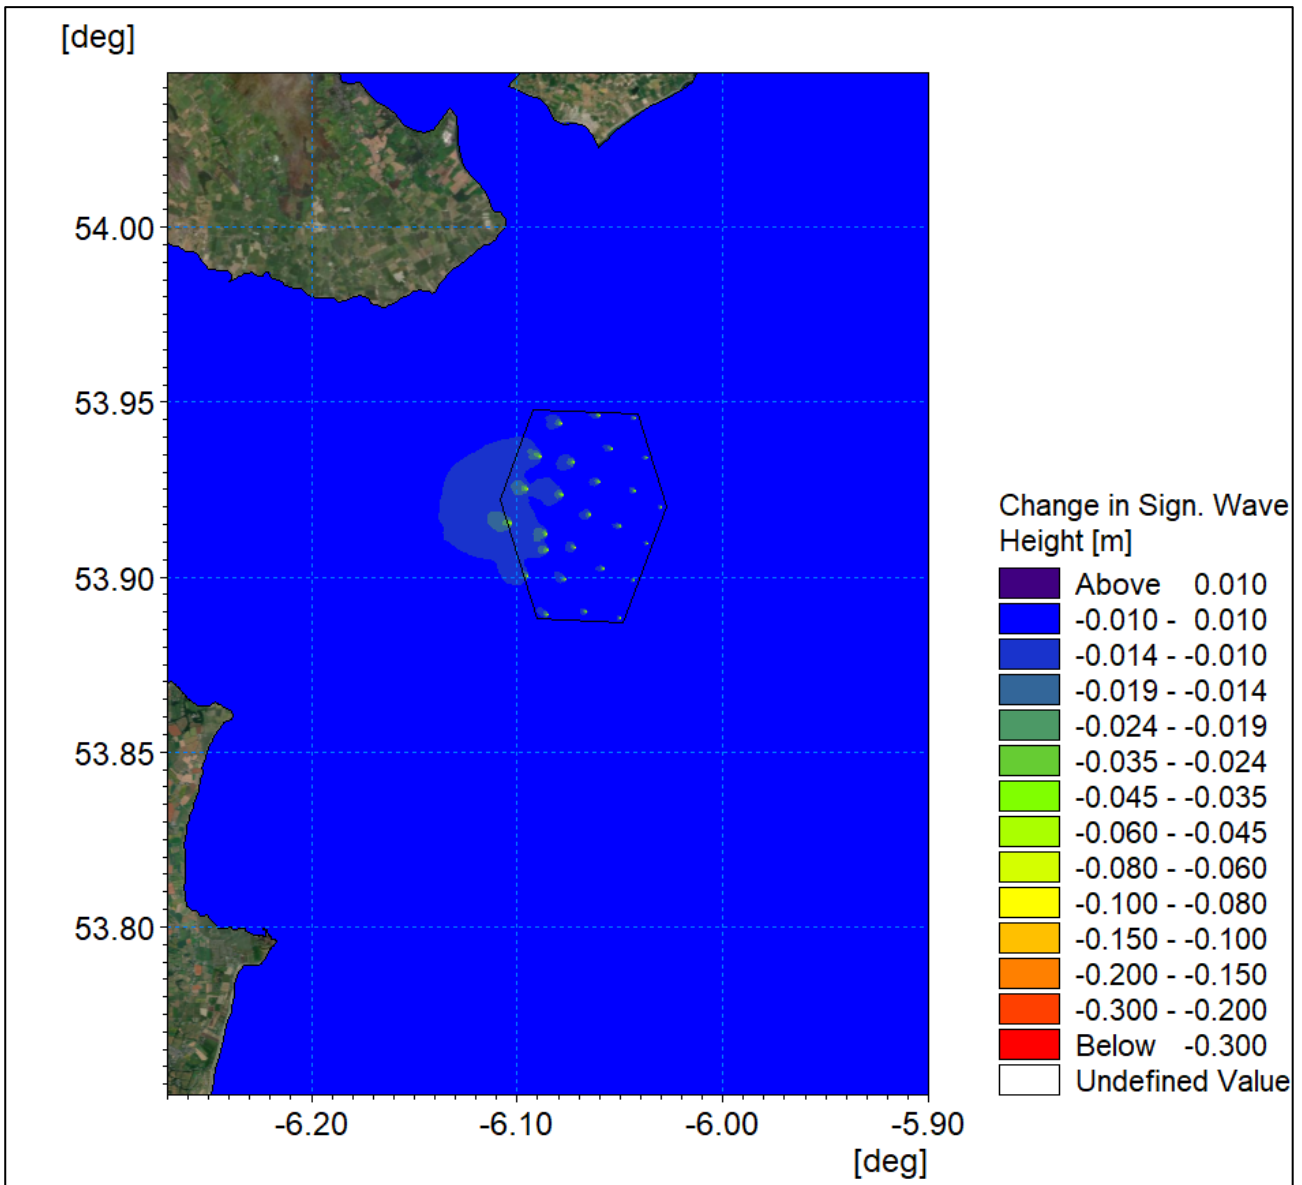 [deg]
54.00
53.95
53.90
53.85
53.80
-6.20
-6.10
-6.00
-5.90
[deg]
Change in Sign. Wave
Height [m]
Above 0.010
-0.010 - 0.010
-0.014 - -0.010
-0.019 - -0.014
-0.024 - -0.019
-0.035 - -0.024
-0.045 - -0.035
-0.060 - -0.045
-0.080 - -0.060
-0.100 - -0.080
-0.150 - -0.100
-0.200 - -0.150
-0.300 - -0.200
Below -0.300
Undefined Value